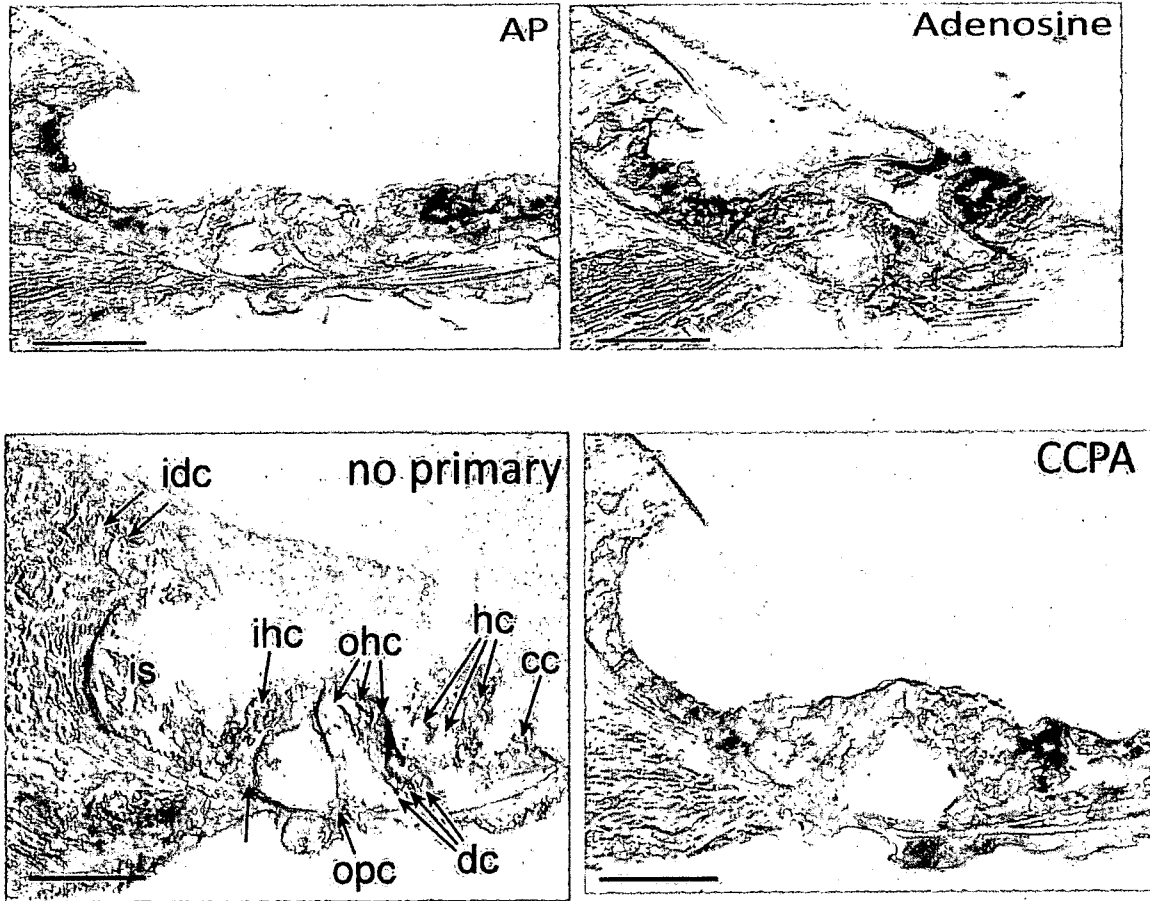 AP
Adenosine
no primary
idc
is
ihc
ohc
hc
cc
opc
dc
CCPA